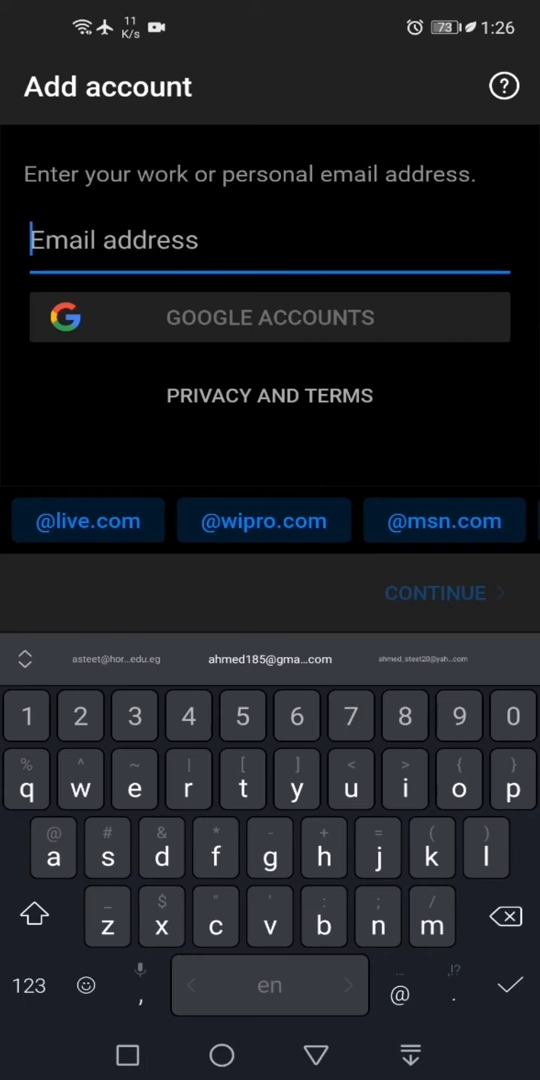 11 K/s 73 1:26
Add account ?
Enter your work or personal email address.
Email address
GOOGLE ACCOUNTS
PRIVACY AND TERMS
@live.com @wipro.com @msn.com
CONTINUE
asteet@hor...edu.eg ahmed185@gma...com ahmed_steet20@yah...com
1 2 3 4 5 6 7 8 9 0
% ^ ~ | [ ] < > { }
q w e r t y u i o p
@ # & * - + = ( )
a s d f g h j k l
_ $ " ' : ; /
z x c v b n m
123 , en @ . ,!?